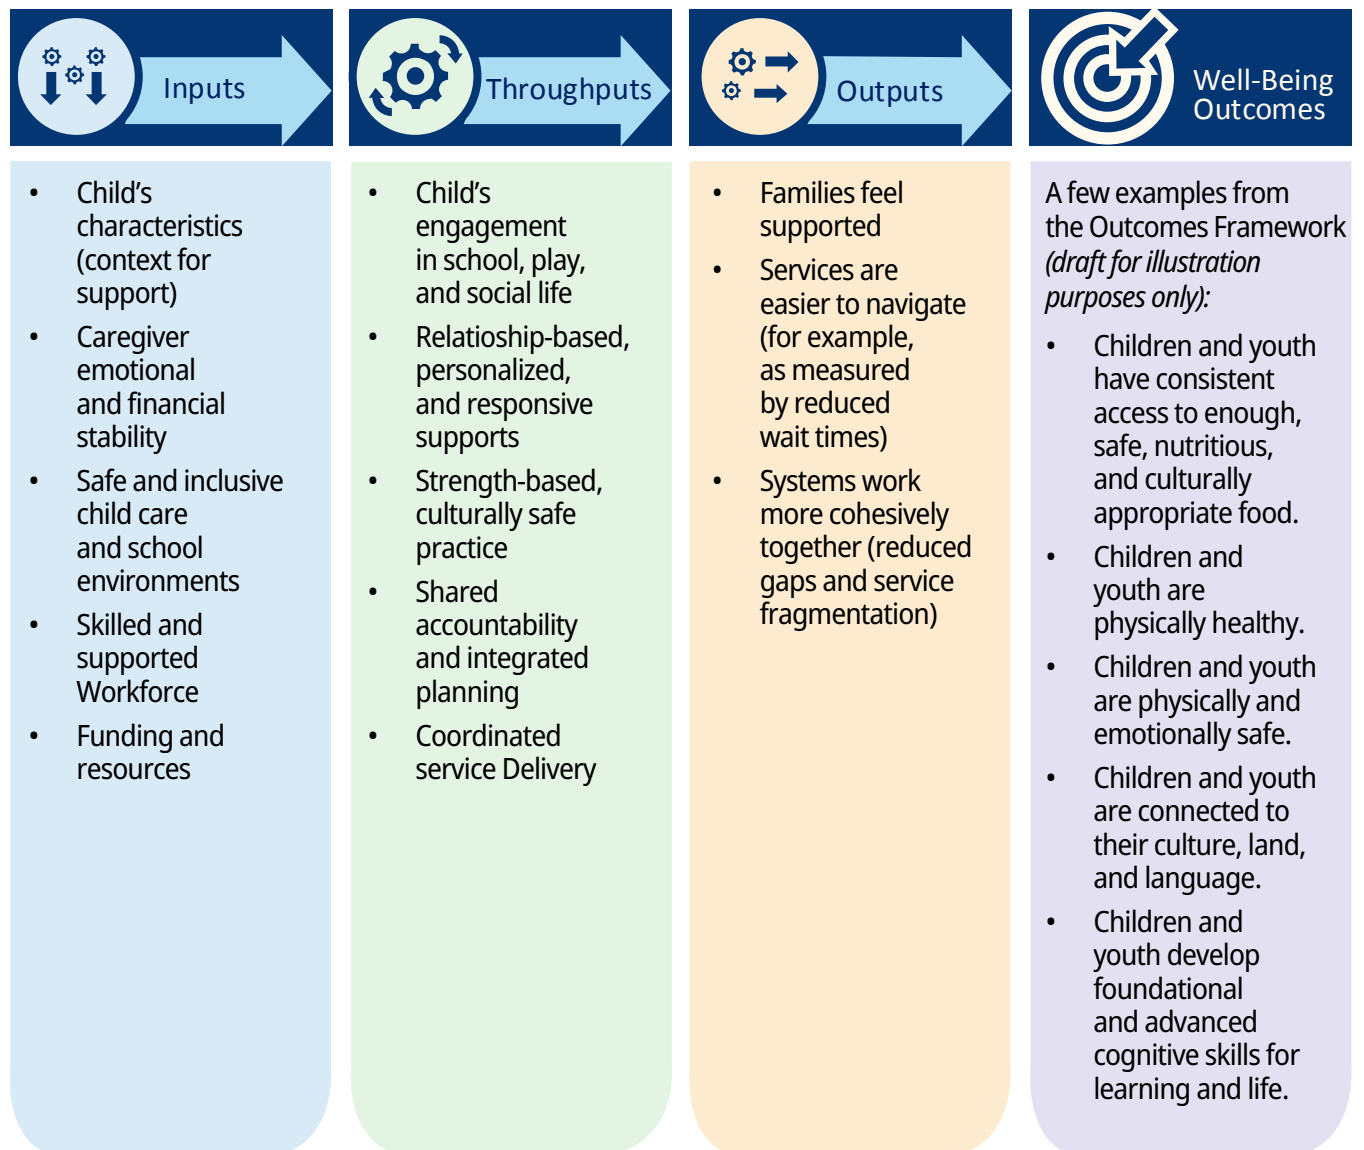 Inputs
• Child's
characteristics
(context for
support)
• Caregiver
emotional
and financial
stability
• Safe and inclusive
child care
and school
environments
• Skilled and
supported
Workforce
• Funding and
resources
Throughputs
• Child's
engagement
in school, play,
and social life
• Relatioship-based,
personalized,
and responsive
supports
• Strength-based,
culturally safe
practice
• Shared
accountability
and integrated
planning
• Coordinated
service Delivery
Outputs
• Families feel
supported
• Services are
easier to navigate
(for example,
as measured
by reduced
wait times)
• Systems work
more cohesively
together (reduced
gaps and service
fragmentation)
Well-Being
Outcomes
A few examples from
the Outcomes Framework
(draft for illustration
purposes only):
• Children and youth
have consistent
access to enough,
safe, nutritious,
and culturally
appropriate food.
• Children and
youth are
physically healthy.
• Children and youth
are physically and
emotionally safe.
• Children and youth
are connected to
their culture, land,
and language.
• Children and
youth develop
foundational
and advanced
cognitive skills for
learning and life.